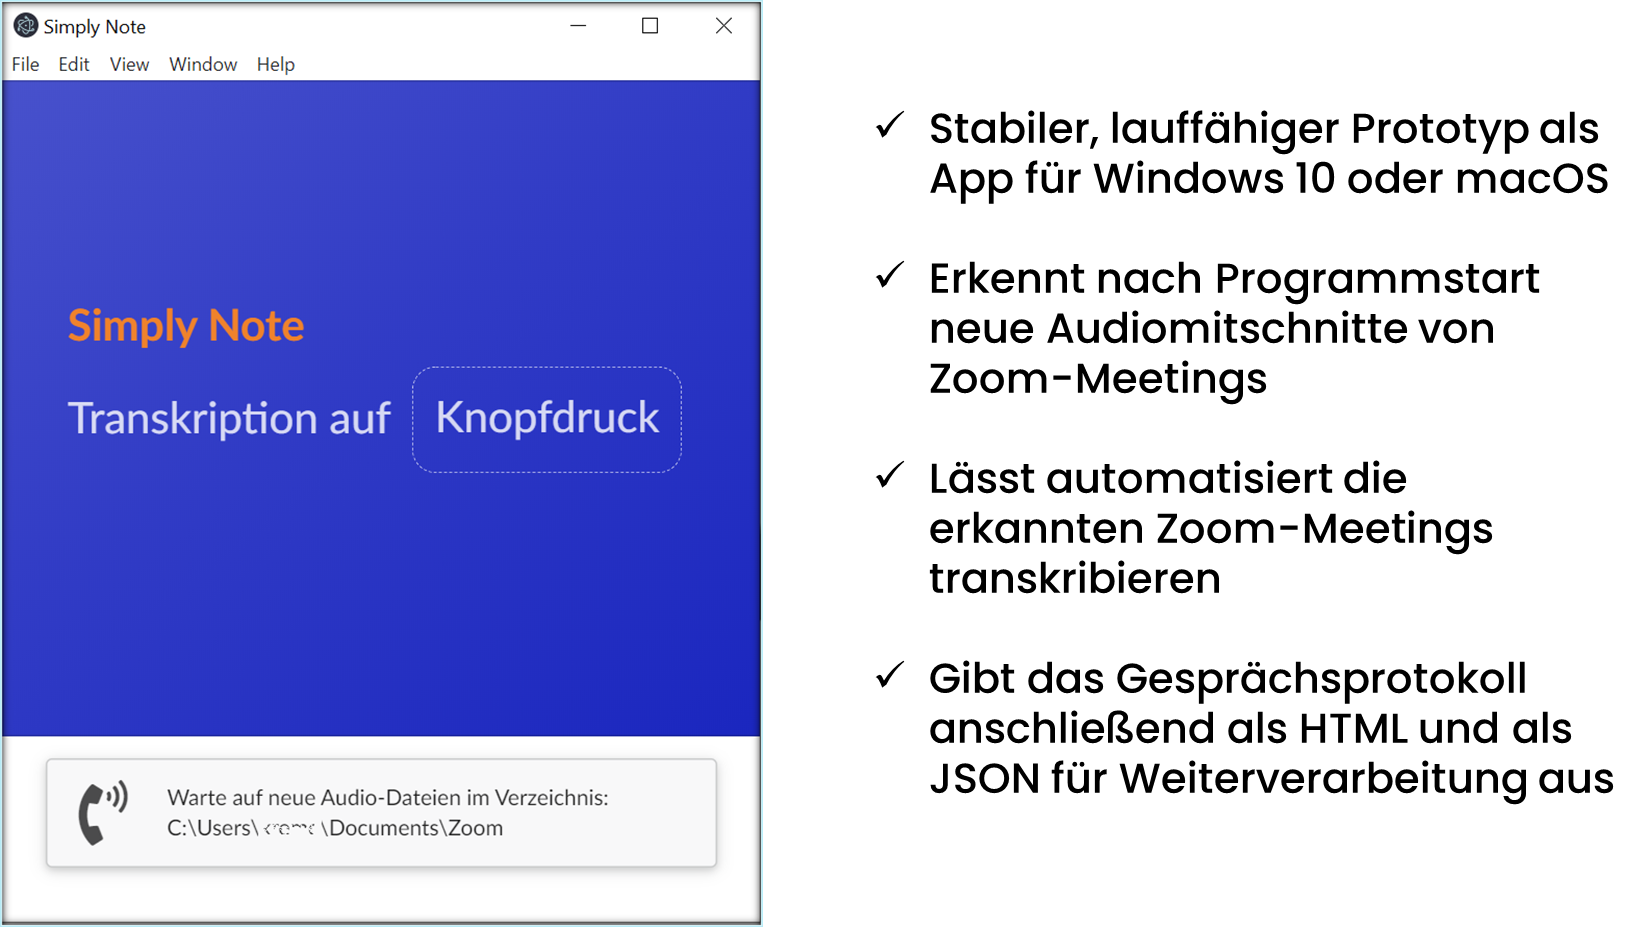 Simply Note
File Edit View Window Help
Simply Note
Transkription auf Knopfdruck
Warte auf neue Audio-Dateien im Verzeichnis:
C:\Users\ \Documents\Zoom
✓ Stabiler, lauffähiger Prototyp als
App für Windows 10 oder macOS
✓ Erkennt nach Programmstart
neue Audiomitschnitte von
Zoom-Meetings
✓ Lässt automatisiert die
erkannten Zoom-Meetings
transkribieren
✓ Gibt das Gesprächsprotokoll
anschließend als HTML und als
JSON für Weiterverarbeitung aus